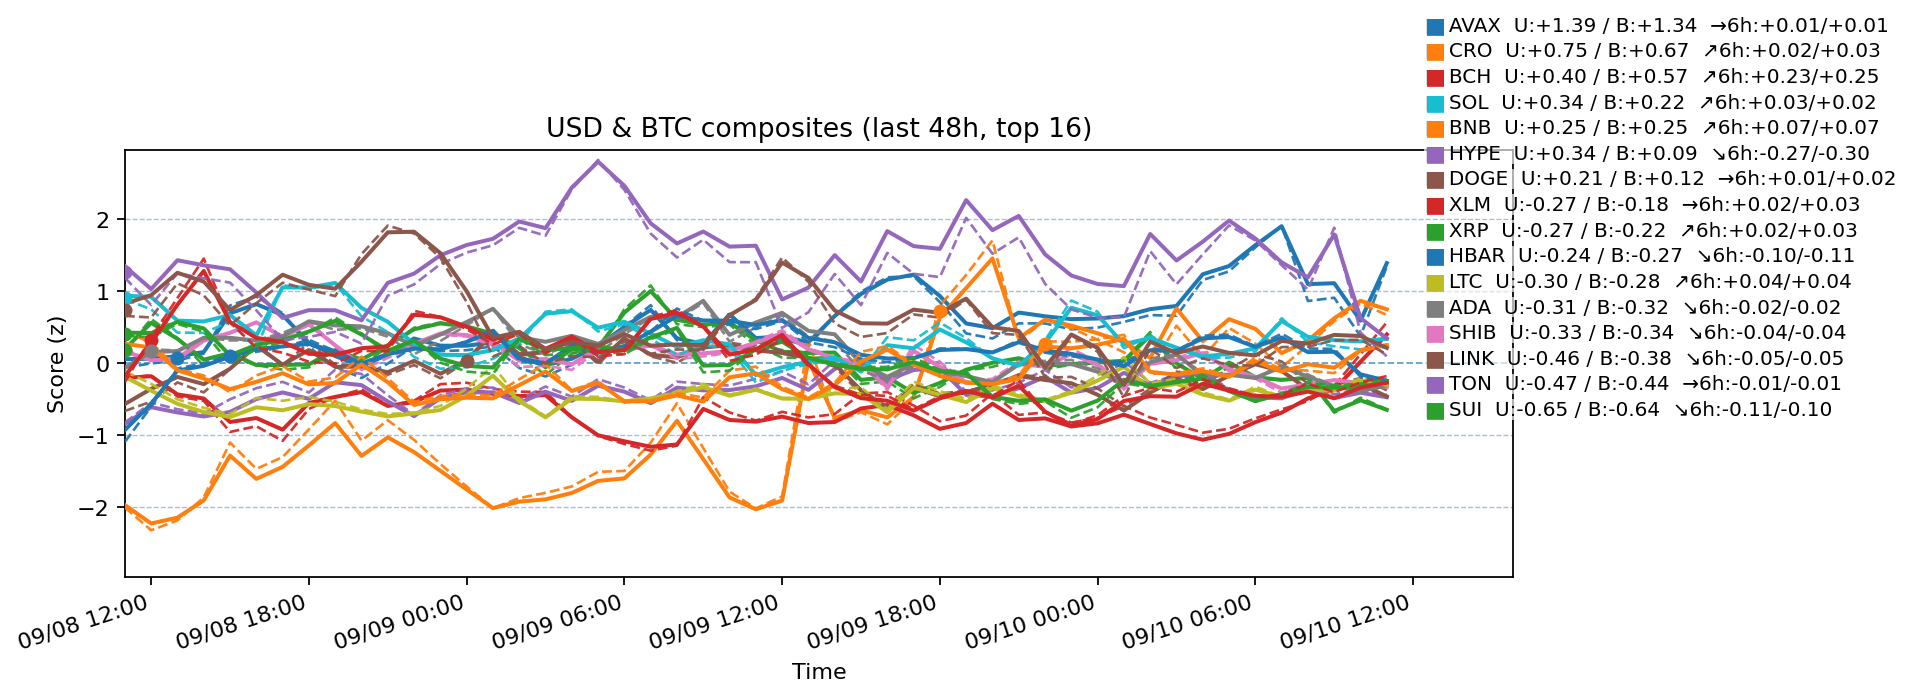 AVAX U:+1.39 / B:+1.34 →6h:+0.01/+0.01
CRO U:+0.75 / B:+0.67 ↗6h:+0.02/+0.03
BCH U:+0.40 / B:+0.57 ↗6h:+0.23/+0.25
SOL U:+0.34 / B:+0.22 ↗6h:+0.03/+0.02
BNB U:+0.25 / B:+0.25 ↗6h:+0.07/+0.07
HYPE U:+0.34 / B:+0.09 ↘6h:-0.27/-0.30
DOGE U:+0.21 / B:+0.12 →6h:+0.01/+0.02
XLM U:-0.27 / B:-0.18 →6h:+0.02/+0.03
XRP U:-0.27 / B:-0.22 ↗6h:+0.02/+0.03
HBAR U:-0.24 / B:-0.27 ↘6h:-0.10/-0.11
LTC U:-0.30 / B:-0.28 ↗6h:+0.04/+0.04
ADA U:-0.31 / B:-0.32 ↘6h:-0.02/-0.02
SHIB U:-0.33 / B:-0.34 ↘6h:-0.04/-0.04
LINK U:-0.46 / B:-0.38 ↘6h:-0.05/-0.05
TON U:-0.47 / B:-0.44 →6h:-0.01/-0.01
SUI U:-0.65 / B:-0.64 ↘6h:-0.11/-0.10
USD & BTC composites (last 48h, top 16)
Score (z)
2
1
0
−1
−2
09/08 12:00
09/08 18:00
09/09 00:00
09/09 06:00
09/09 12:00
09/09 18:00
09/10 00:00
09/10 06:00
09/10 12:00
Time